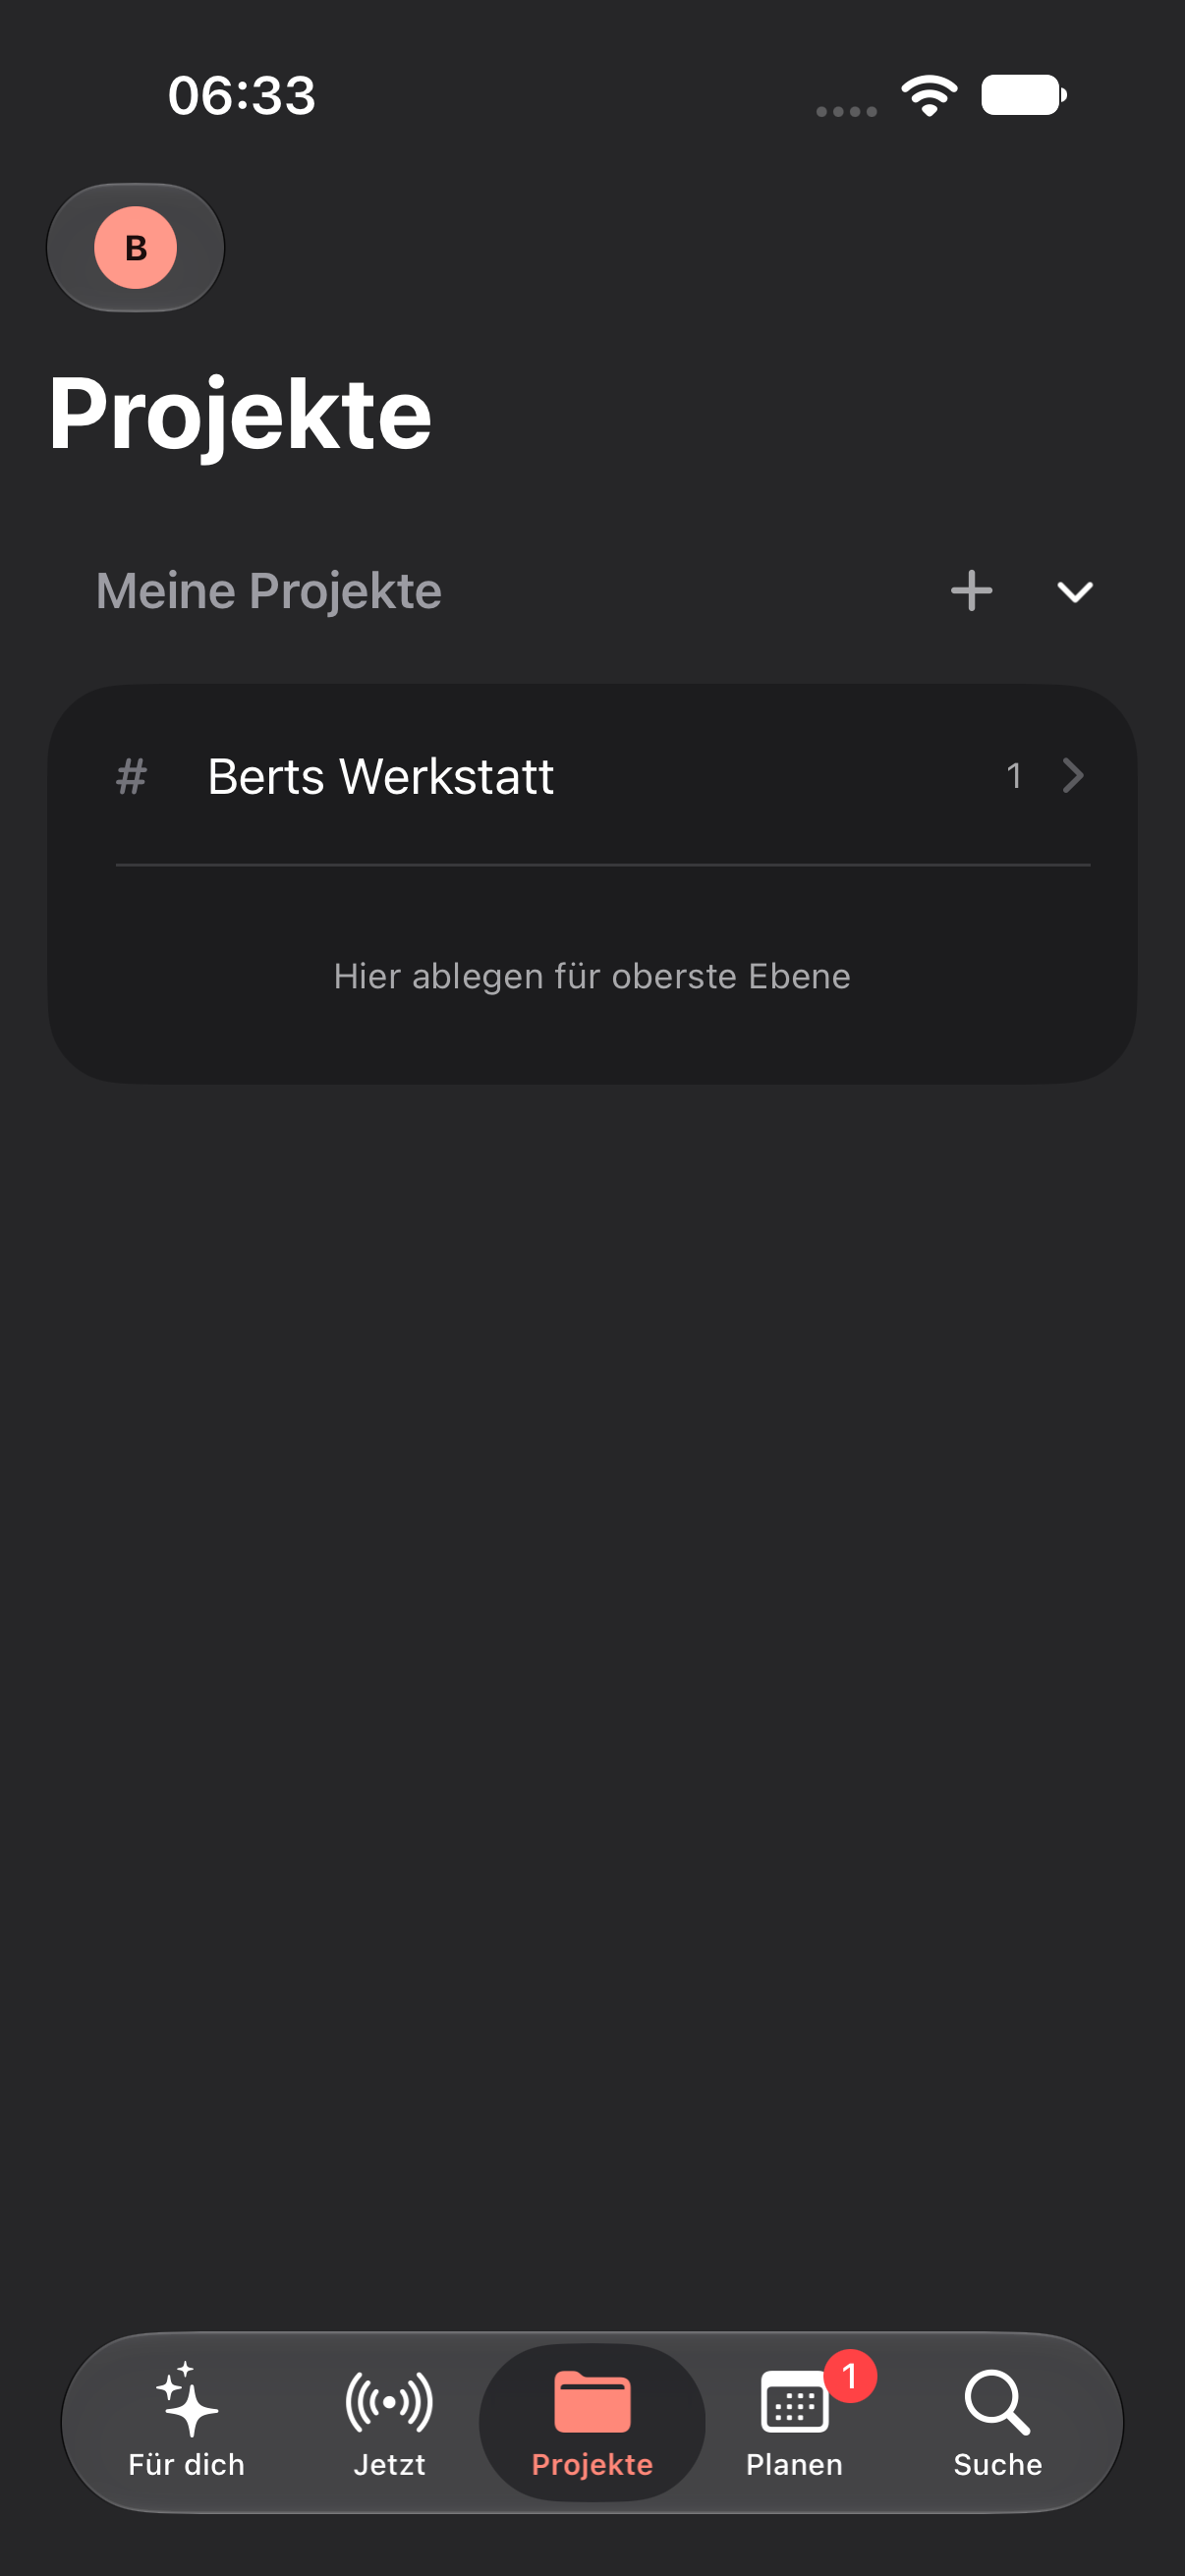 06:33
B
Projekte
Meine Projekte
# Berts Werkstatt 1
Hier ablegen für oberste Ebene
1
Für dich Jetzt Projekte Planen Suche